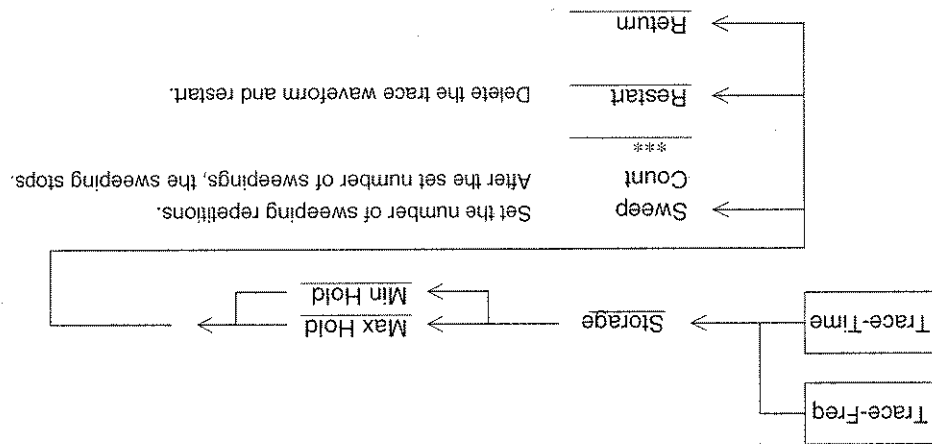 Trace-Freq
Trace-Time
Storage
Max Hold
Min Hold
Sweep Set the number of sweeping repetitions.
Count After the set number of sweepings, the sweeping stops.
***
Restart Delete the trace waveform and restart.
Return